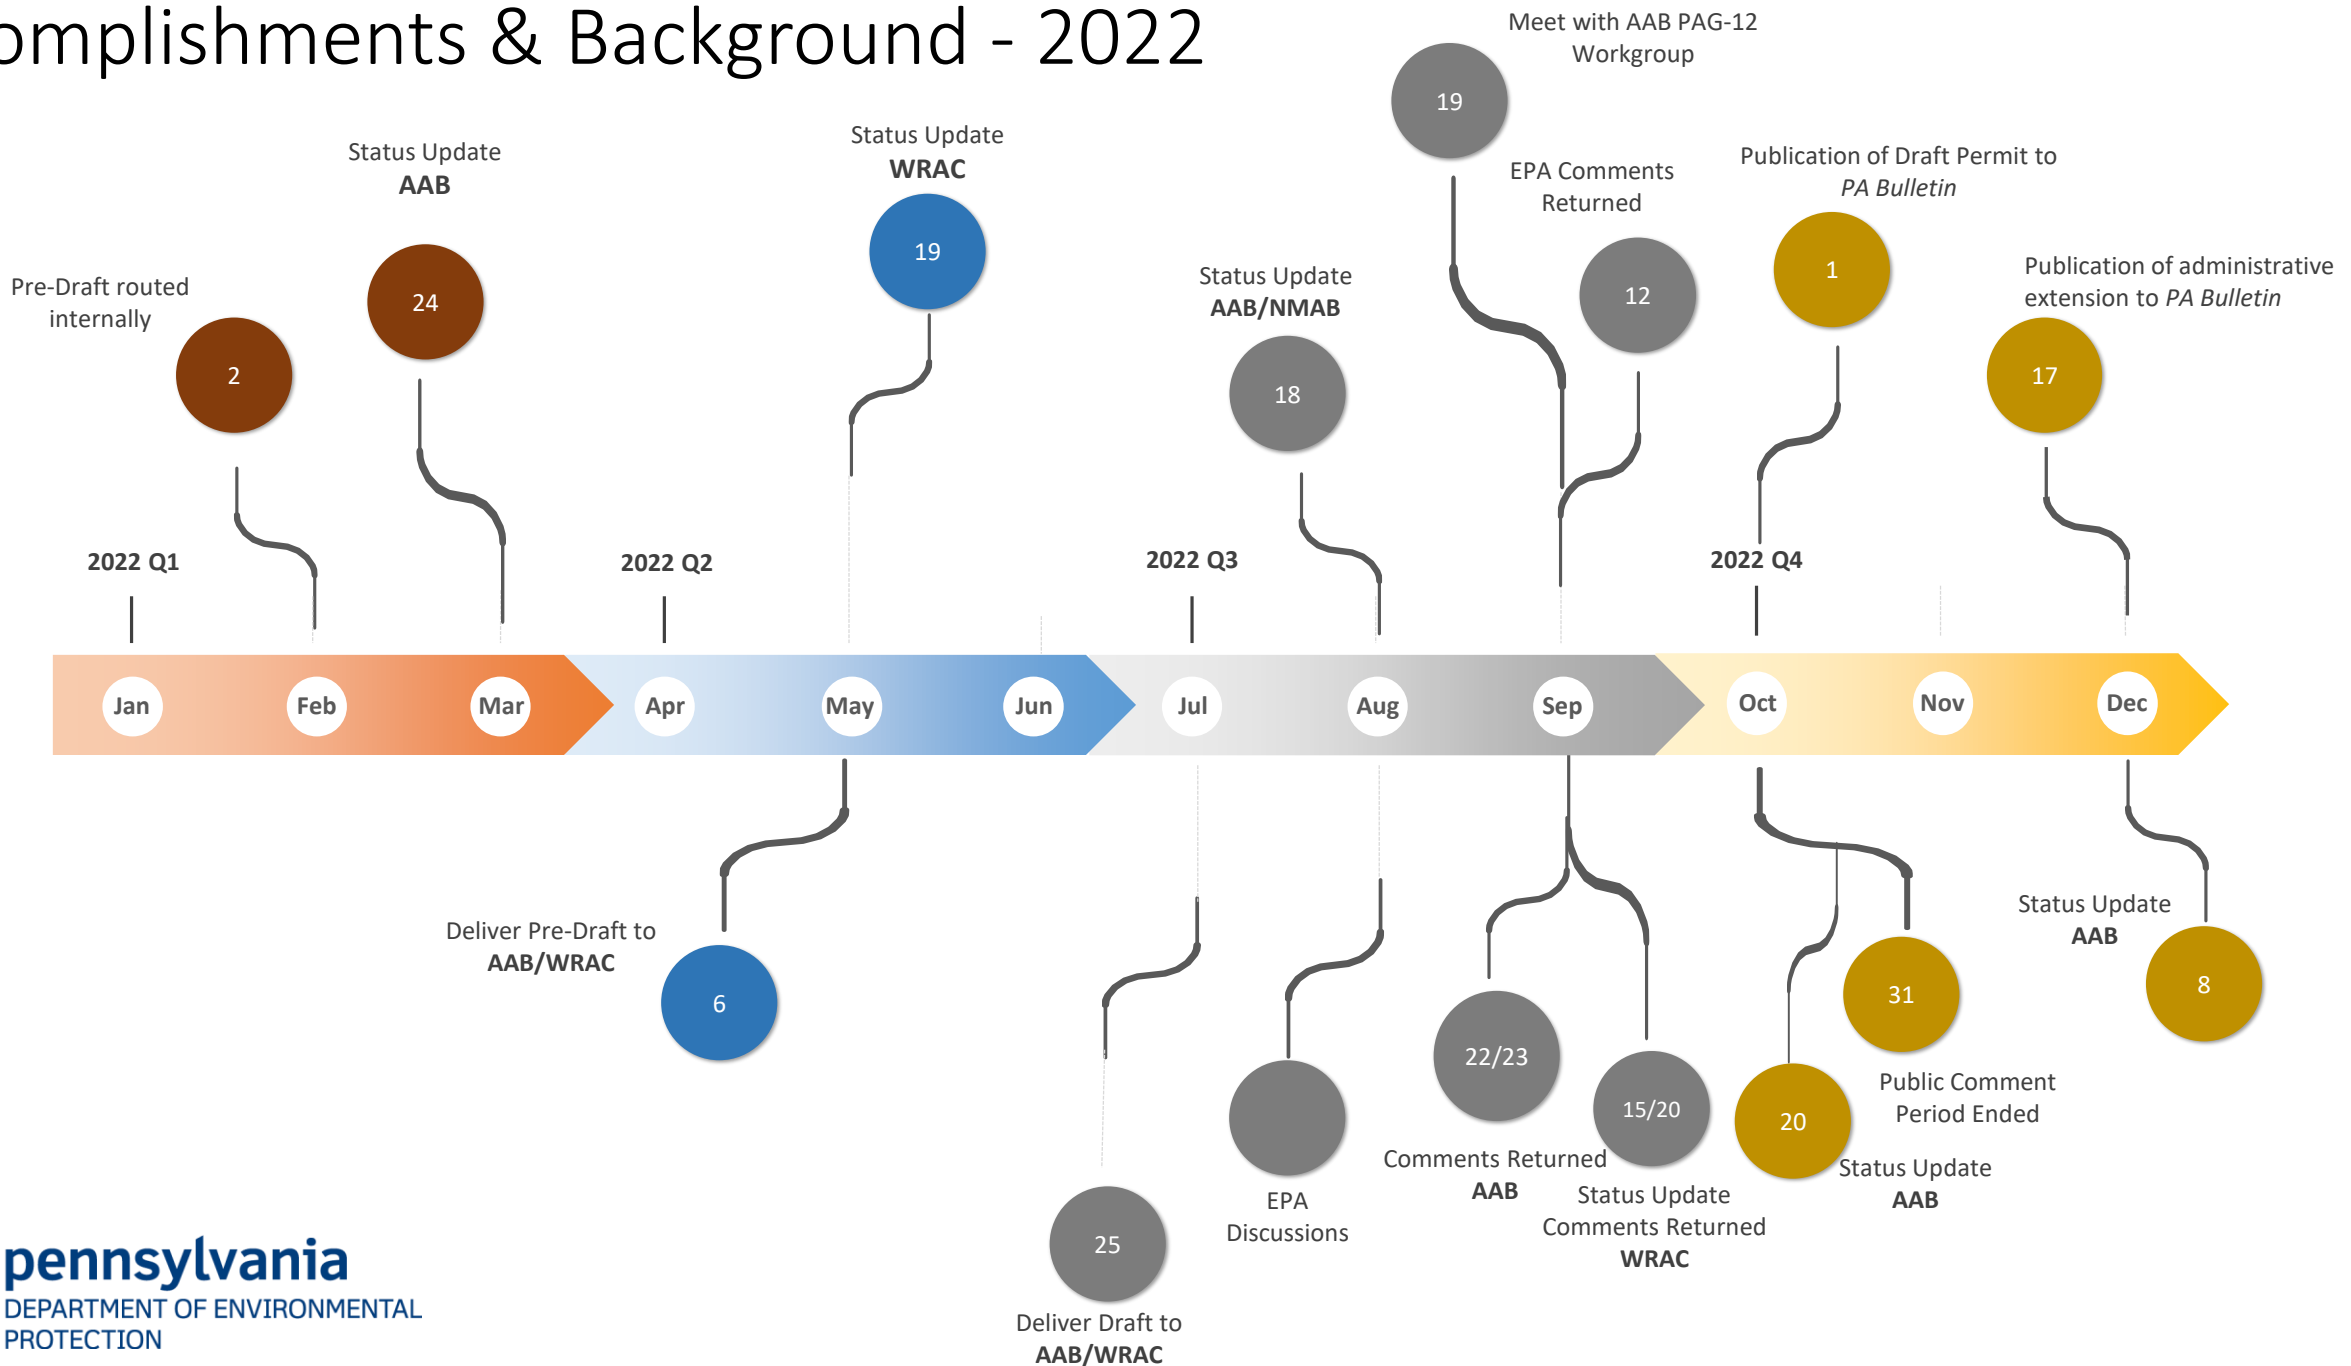 omplishments & Background - 2022
Meet with AAB PAG-12
Workgroup
19
Status Update
AAB
24
Status Update
WRAC
19
EPA Comments
Returned
12
Publication of Draft Permit to
PA Bulletin
1
Pre-Draft routed
internally
2
Status Update
AAB/NMAB
18
Publication of administrative
extension to PA Bulletin
17
2022 Q1
2022 Q2
2022 Q3
2022 Q4
Jan
Feb
Mar
Apr
May
Jun
Jul
Aug
Sep
Oct
Nov
Dec
Deliver Pre-Draft to
AAB/WRAC
6
25
Deliver Draft to
AAB/WRAC
EPA
Discussions
22/23
Comments Returned
AAB
15/20
Status Update
Comments Returned
WRAC
20
Status Update
AAB
31
Public Comment
Period Ended
Status Update
AAB
8
pennsylvania
DEPARTMENT OF ENVIRONMENTAL
PROTECTION